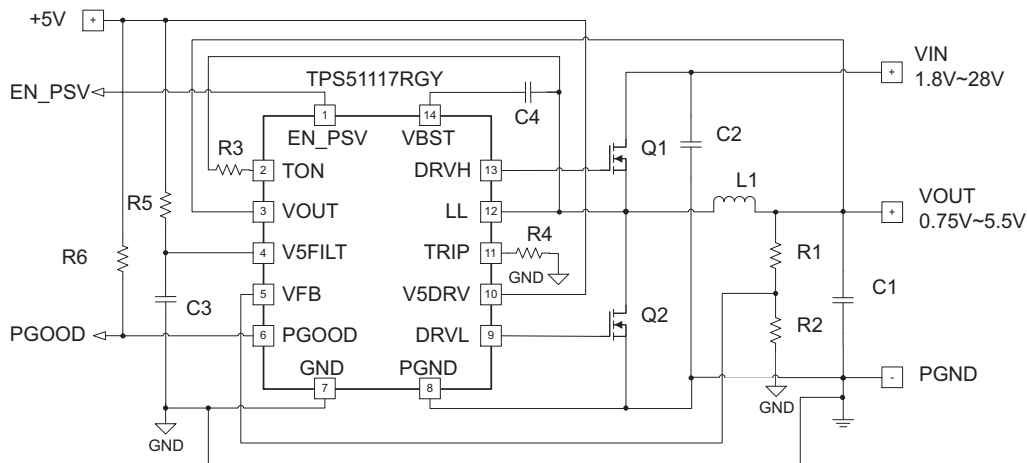 +5V
+
TPS51117RGY
VIN
1.8V~28V
+
EN_PSV
C4
1
14
EN_PSV
VBST
C2
Q1
R3
2
TON
DRVH
13
L1
R5
3
VOUT
LL
12
+
VOUT
0.75V~5.5V
R4
R6
4
V5FILT
TRIP
11
GND
R1
C3
5
VFB
V5DRV
10
C1
Q2
R2
PGOOD
6
PGOOD
DRVL
9
GND
PGND
7
8
-
PGND
GND
GND